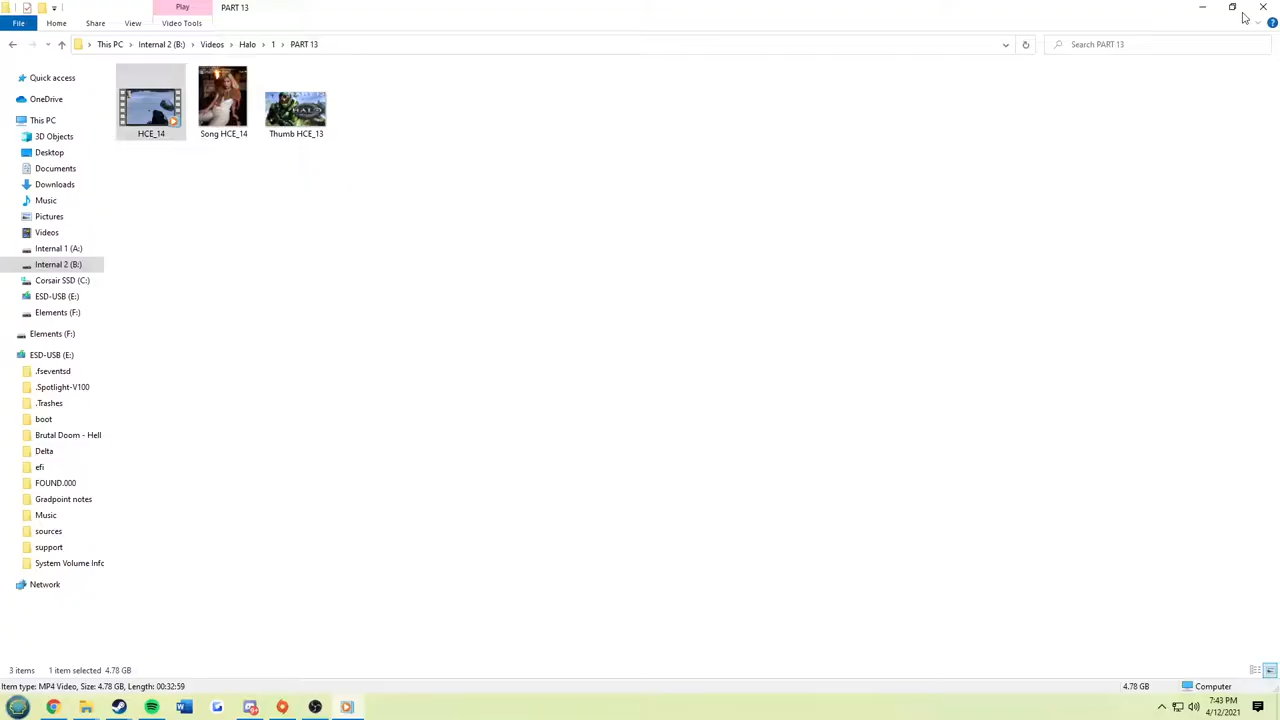 Play
PART 13
File
Home
Share
View
Video Tools
This PC
Internal 2 (B:)
Videos
Halo
1
PART 13
Search PART 13
Quick access
OneDrive
This PC
3D Objects
Desktop
Documents
Downloads
Music
Pictures
Videos
Internal 1 (A:)
Internal 2 (B:)
Corsair SSD (C:)
ESD-USB (E:)
Elements (F:)
Elements (F:)
ESD-USB (E:)
.fseventsd
.Spotlight-V100
.Trashes
boot
Brutal Doom - Hell
Delta
efi
FOUND.000
Gradpoint notes
Music
sources
support
System Volume Info
Network
HCE_14
Song HCE_14
HALO
Thumb HCE_13
3 items
1 item selected 4.78 GB
Item type: MP4 Video, Size: 4.78 GB, Length: 00:32:59
4.78 GB
Computer
7:43 PM
4/12/2021